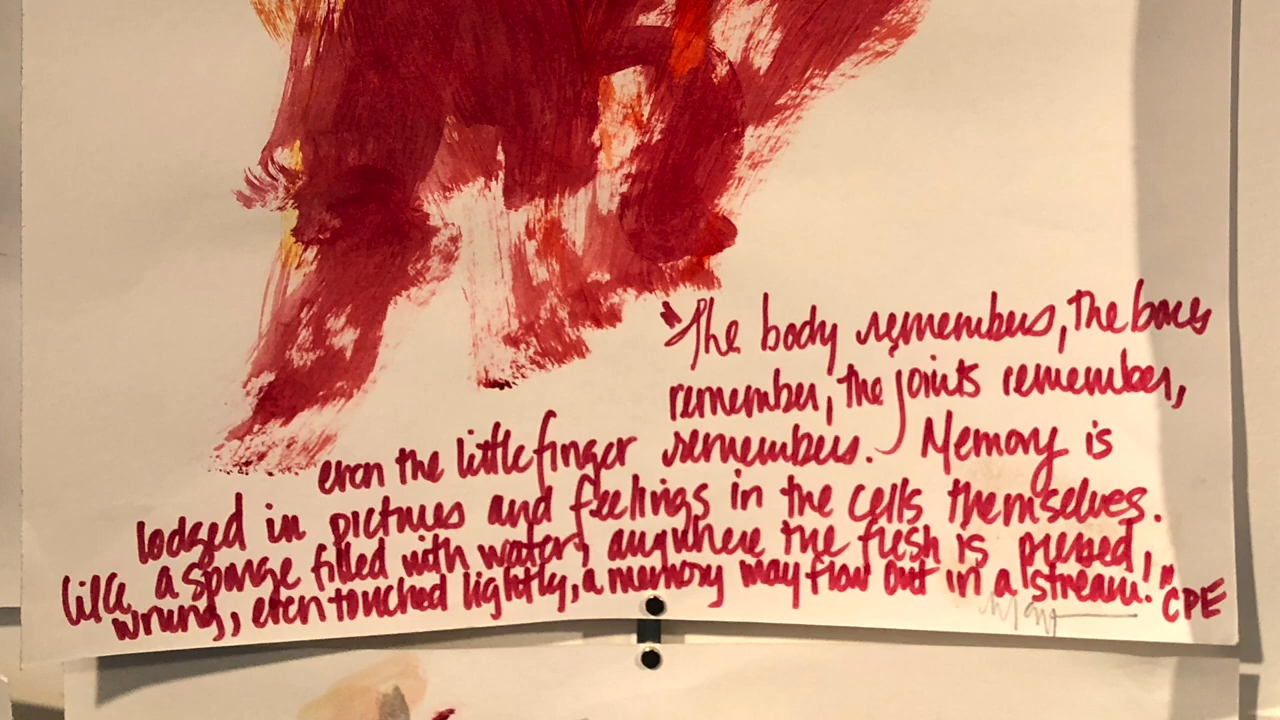 "The body remembers, the bones
remember, the joints remember,
even the little finger remembers. Memory is
lodged in pictures and feelings in the cells themselves.
like a sponge filled with water, anywhere the flesh is pressed,
wrung, even touched lightly, a memory may flow out in a stream." CPE